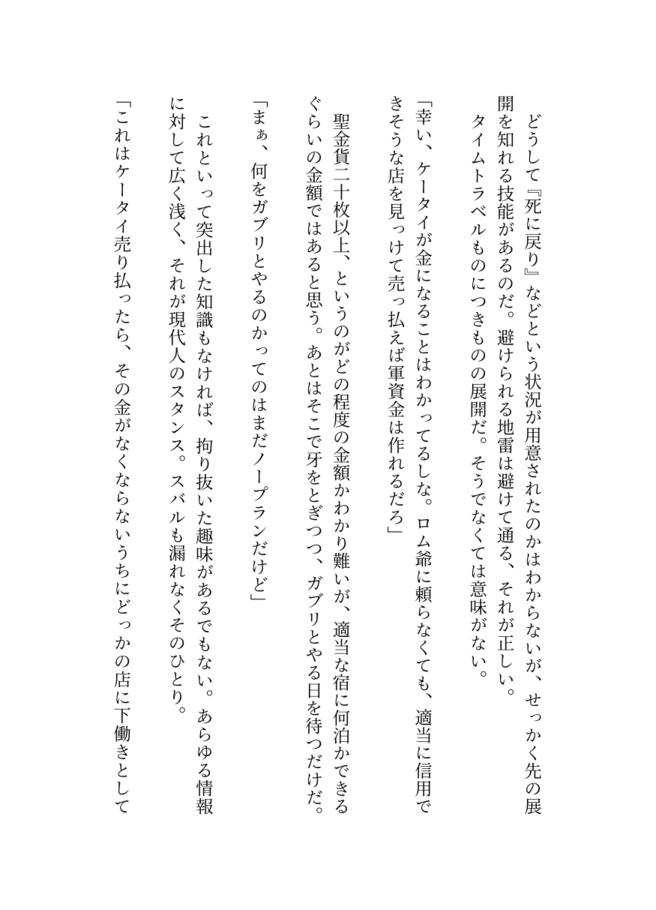 どうして『死に戻り』などという状況が用意されたのかはわからないが、せっかく先の展
開を知れる技能があるのだ。避けられる地雷は避けて通る、それが正しい。
タイムトラベルものにつきものの展開だ。そうでなくては意味がない。
「幸い、ケータイが金になることはわかってるしな。ロム爺に頼らなくても、適当に信用で
きそうな店を見っけて売っ払えば軍資金は作れるだろ」
聖金貨二十枚以上、というのがどの程度の金額かわかり難いが、適当な宿に何泊かできる
ぐらいの金額ではあると思う。あとはそこで牙をとぎつつ、ガブリとやる日を待つだけだ。
「まぁ、何をガブリとやるのかってのはまだノープランだけど」
これといって突出した知識もなければ、拘り抜いた趣味があるでもない。あらゆる情報
に対して広く浅く、それが現代人のスタンス。スバルも漏れなくそのひとり。
「これはケータイ売り払ったら、その金がなくならないうちにどっかの店に下働きとして